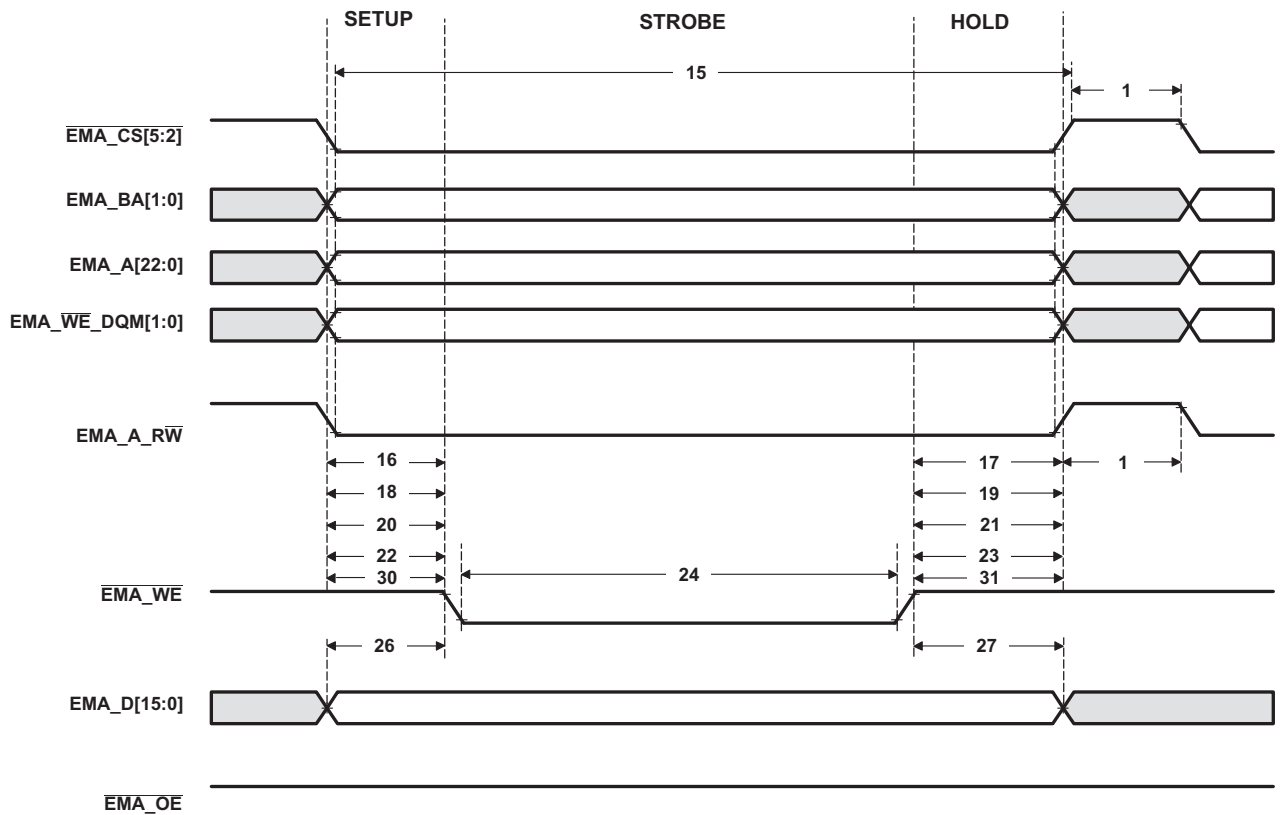 SETUP STROBE HOLD
15
1
EMA_CS[5:2]
EMA_BA[1:0]
EMA_A[22:0]
EMA_WE_DQM[1:0]
EMA_A_RW
16 17 1
18 19
20 21
22 23
30 24 31
EMA_WE
26 27
EMA_D[15:0]
EMA_OE